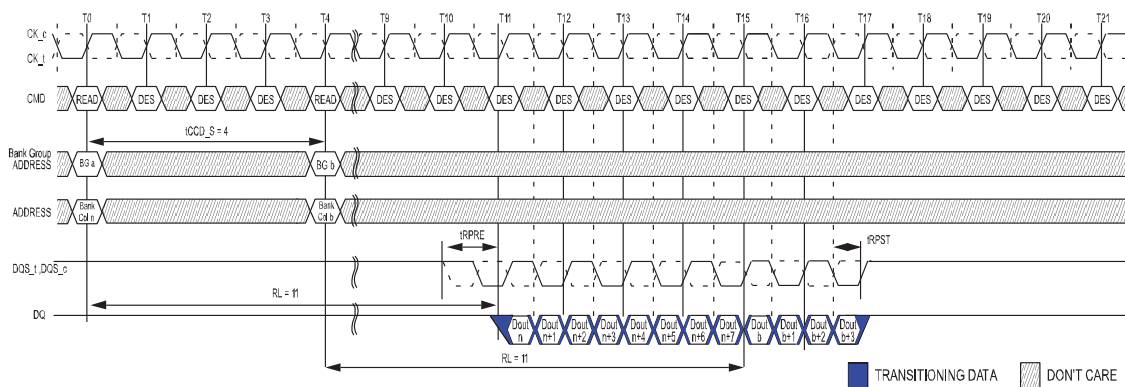 T0 T1 T2 T3 T4 T9 T10 T11 T12 T13 T14 T15 T16 T17 T18 T19 T20 T21
CK_c
CK_t
CMD READ DES DES DES READ DES DES DES DES DES DES DES DES DES DES DES DES DES
tCCD_S = 4
Bank Group
ADDRESS BG a BG b
ADDRESS Bank Col n Bank Col b
tRPRE tRPST
DQS_t,DQS_c
RL = 11
DQ Dout n Dout n+1 Dout n+2 Dout n+3 Dout n+4 Dout n+5 Dout n+6 Dout n+7 Dout b Dout b+1 Dout b+2 Dout b+3
RL = 11
TRANSITIONING DATA DON'T CARE